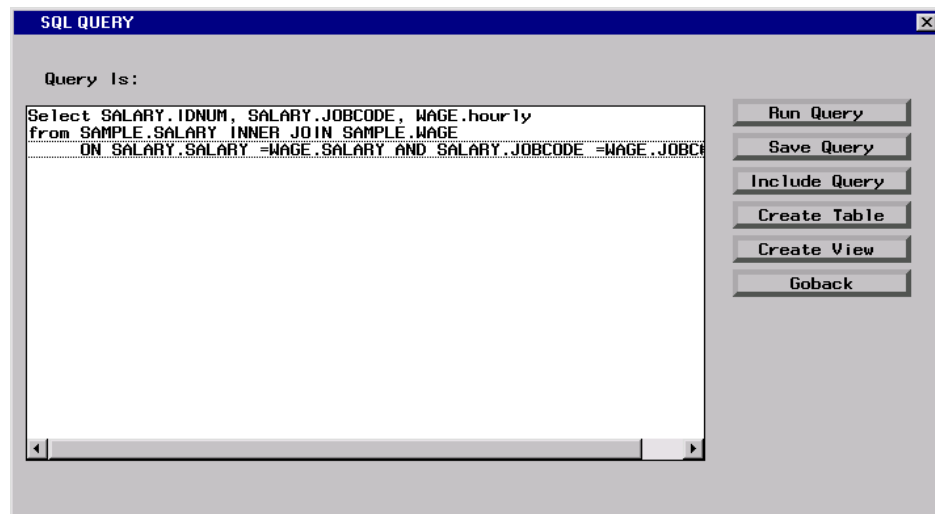 SQL QUERY
Query Is:
Select SALARY.IDNUM, SALARY.JOBCODE, WAGE.hourly
from SAMPLE.SALARY INNER JOIN SAMPLE.WAGE
ON SALARY.SALARY =WAGE.SALARY AND SALARY.JOBCODE =WAGE.JOBC
Run Query
Save Query
Include Query
Create Table
Create View
Goback